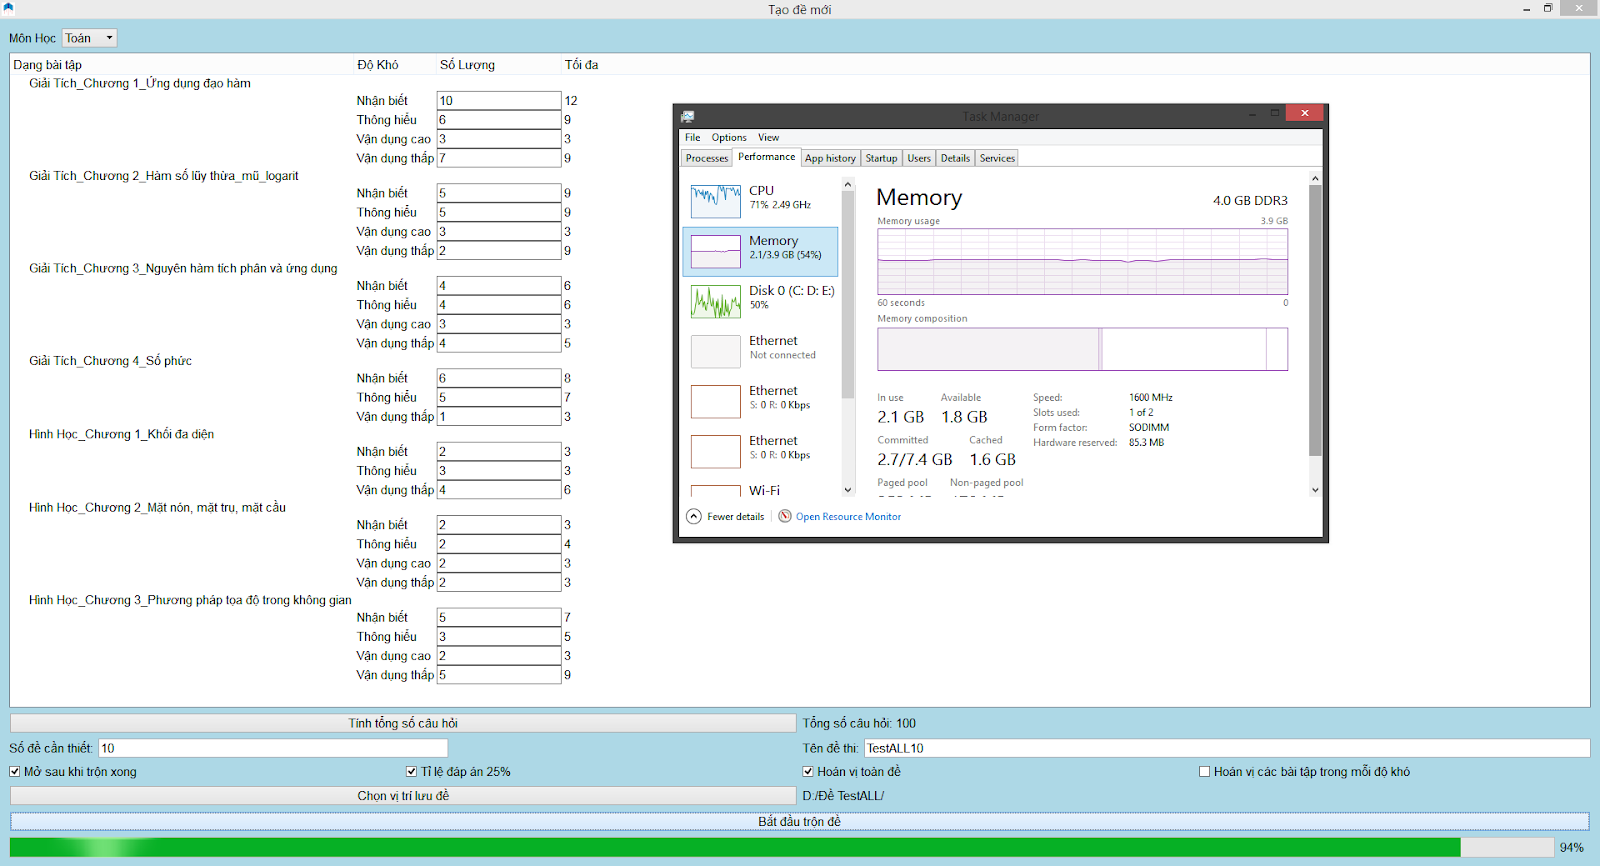 Tạo đề mới
Môn Học Toán
Dạng bài tập Độ Khó Số Lượng Tối đa
Giải Tích_Chương 1_Ứng dụng đạo hàm
Nhận biết 10 12
Thông hiểu 6 9
Vận dụng cao 3 3
Vận dụng thấp 7 9
Giải Tích_Chương 2_Hàm số lũy thừa_mũ_logarit
Nhận biết 5 9
Thông hiểu 5 9
Vận dụng cao 3 3
Vận dụng thấp 2 9
Giải Tích_Chương 3_Nguyên hàm tích phân và ứng dụng
Nhận biết 4 6
Thông hiểu 4 6
Vận dụng cao 3 3
Vận dụng thấp 4 5
Giải Tích_Chương 4_Số phức
Nhận biết 6 8
Thông hiểu 5 7
Vận dụng thấp 1 3
Hình Học_Chương 1_Khối đa diện
Nhận biết 2 3
Thông hiểu 3 3
Vận dụng thấp 4 6
Hình Học_Chương 2_Mặt nón, mặt trụ, mặt cầu
Nhận biết 2 3
Thông hiểu 2 4
Vận dụng cao 2 3
Vận dụng thấp 2 3
Hình Học_Chương 3_Phương pháp tọa độ trong không gian
Nhận biết 5 7
Thông hiểu 3 5
Vận dụng cao 2 3
Vận dụng thấp 5 9
Task Manager
File Options View
Processes Performance App history Startup Users Details Services
CPU
71% 2.49 GHz
Memory
2.1/3.9 GB (54%)
Disk 0 (C: D: E:)
50%
Ethernet
Not connected
Ethernet
S: 0 R: 0 Kbps
Ethernet
S: 0 R: 0 Kbps
Wi-Fi
Memory 4.0 GB DDR3
Memory usage 3.9 GB
60 seconds 0
Memory composition
In use Available
2.1 GB 1.8 GB
Committed Cached
2.7/7.4 GB 1.6 GB
Paged pool Non-paged pool
Speed: 1600 MHz
Slots used: 1 of 2
Form factor: SODIMM
Hardware reserved: 85.3 MB
Fewer details Open Resource Monitor
Tính tổng số câu hỏi Tổng số câu hỏi: 100
Số đề cần thiết: 10 Tên đề thi: TestALL10
Mở sau khi trộn xong Tỉ lệ đáp án 25% Hoán vị toàn đề Hoán vị các bài tập trong mỗi độ khó
Chọn vị trí lưu đề D:/Đề TestALL/
Bắt đầu trộn đề
94%